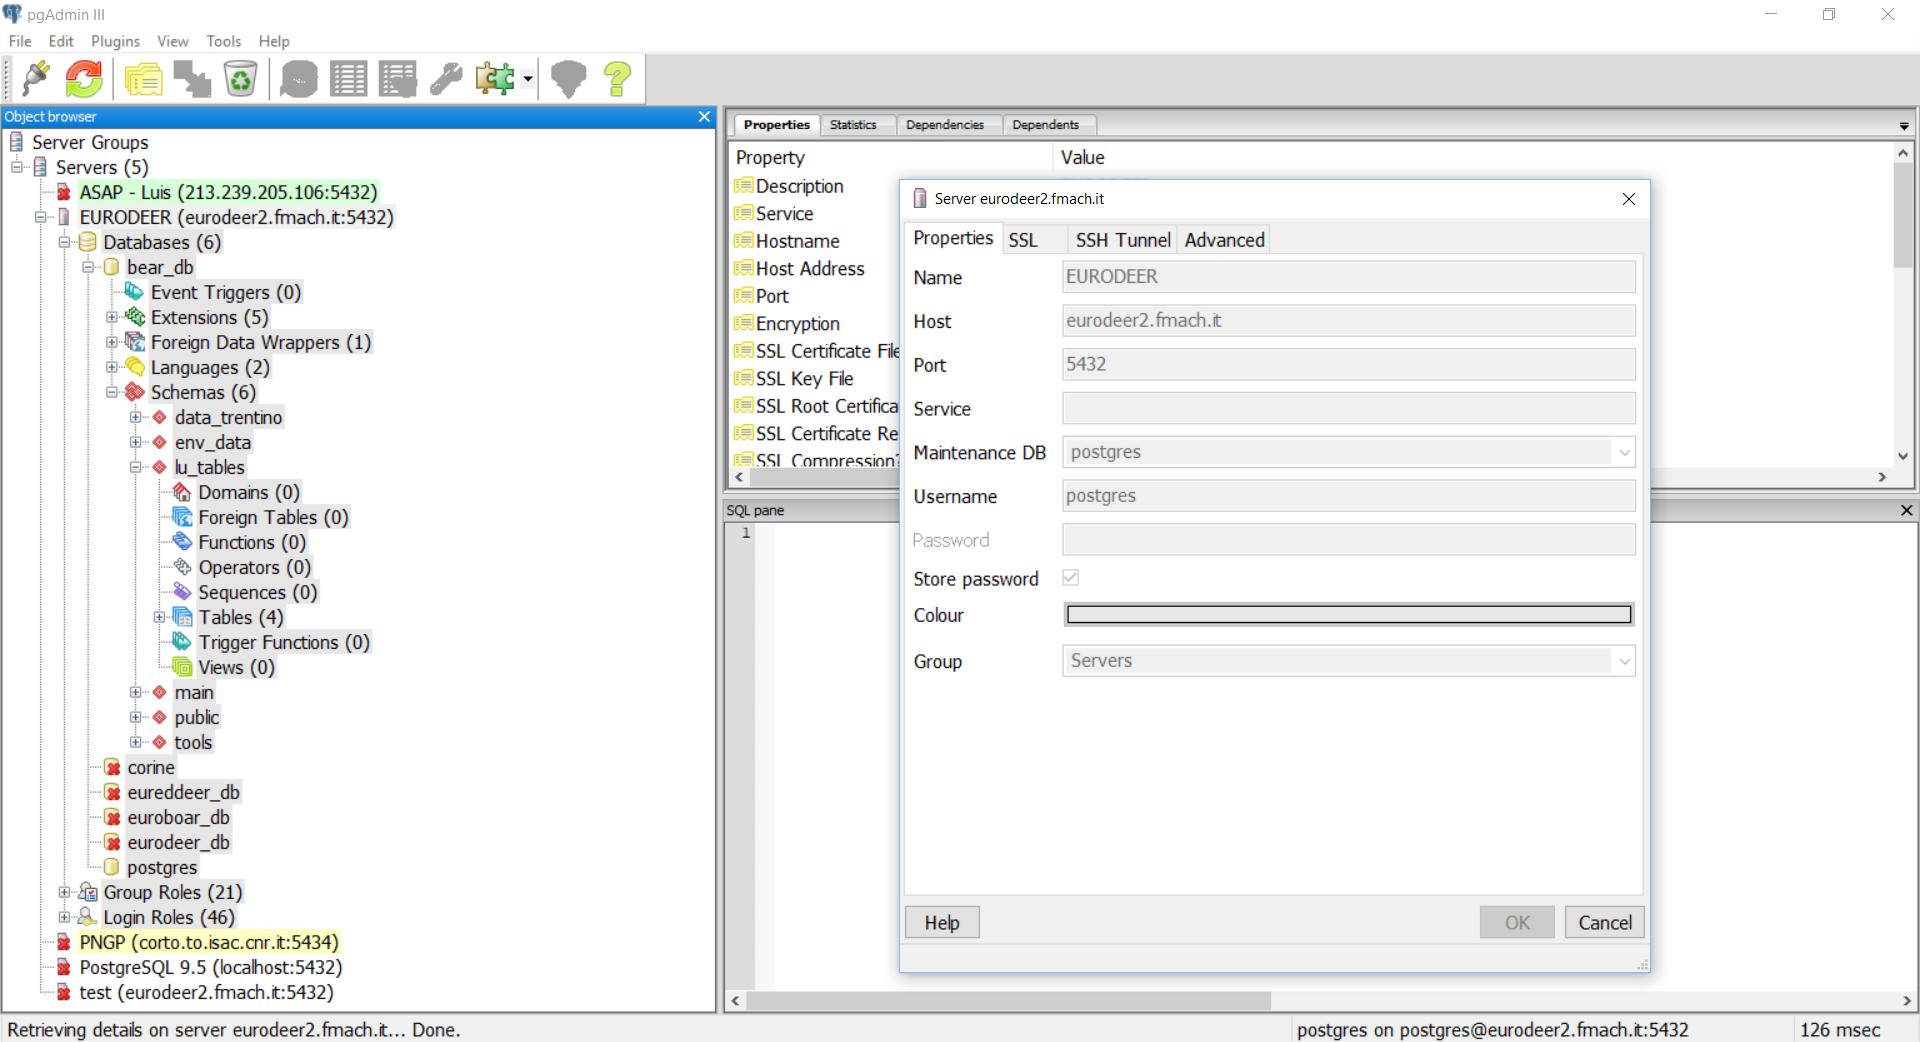 pgAdmin III
File Edit Plugins View Tools Help
Object browser
Server Groups
Servers (5)
ASAP - Luis (213.239.205.106:5432)
EURODEER (eurodeer2.fmach.it:5432)
Databases (6)
bear_db
Event Triggers (0)
Extensions (5)
Foreign Data Wrappers (1)
Languages (2)
Schemas (6)
data_trentino
env_data
lu_tables
Domains (0)
Foreign Tables (0)
Functions (0)
Operators (0)
Sequences (0)
Tables (4)
Trigger Functions (0)
Views (0)
main
public
tools
corine
eureddeer_db
euroboar_db
eurodeer_db
postgres
Group Roles (21)
Login Roles (46)
PNGP (corto.to.isac.cnr.it:5434)
PostgreSQL 9.5 (localhost:5432)
test (eurodeer2.fmach.it:5432)
Properties Statistics Dependencies Dependents
Property Value
Description
Service
Hostname
Host Address
Port
Encryption
SSL Certificate File
SSL Key File
SSL Root Certifica
SSL Certificate Re
SSL Compression?
SQL pane
1
Server eurodeer2.fmach.it
Properties SSL SSH Tunnel Advanced
Name EURODEER
Host eurodeer2.fmach.it
Port 5432
Service
Maintenance DB postgres
Username postgres
Password
Store password
Colour
Group Servers
Help OK Cancel
Retrieving details on server eurodeer2.fmach.it... Done. postgres on postgres@eurodeer2.fmach.it:5432 126 msec